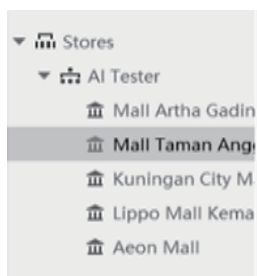 Stores
AI Tester
Mall Artha Gadin
Mall Taman Ang
Kuningan City M
Lippo Mall Kema
Aeon Mall